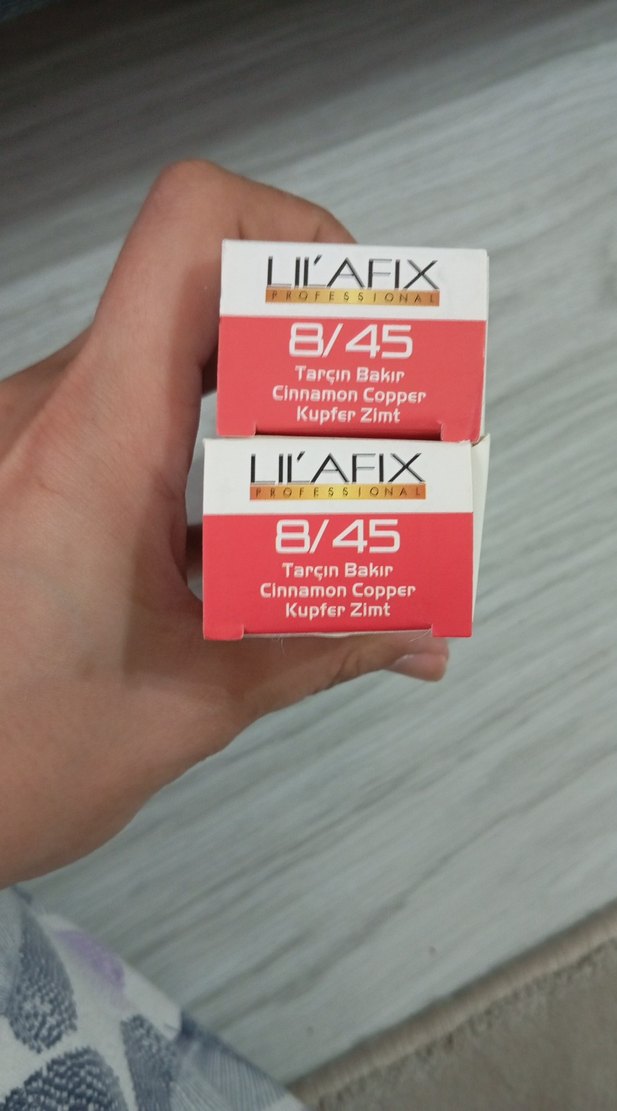 LIL'AFIX
PROFESSIONAL
8/45
Tarçın Bakır
Cinnamon Copper
Kupfer Zimt
LIL'AFIX
PROFESSIONAL
8/45
Tarçın Bakır
Cinnamon Copper
Kupfer Zimt